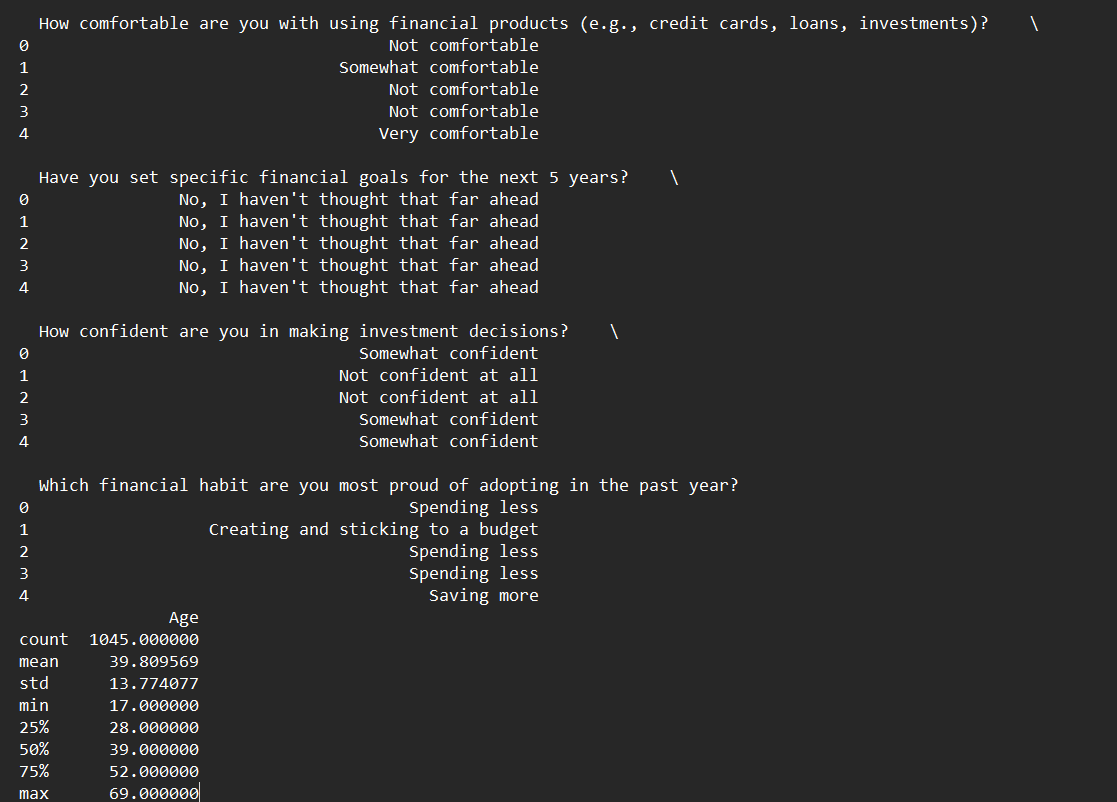 How comfortable are you with using financial products (e.g., credit cards, loans, investments)? \
0 Not comfortable
1 Somewhat comfortable
2 Not comfortable
3 Not comfortable
4 Very comfortable
Have you set specific financial goals for the next 5 years? \
0 No, I haven't thought that far ahead
1 No, I haven't thought that far ahead
2 No, I haven't thought that far ahead
3 No, I haven't thought that far ahead
4 No, I haven't thought that far ahead
How confident are you in making investment decisions? \
0 Somewhat confident
1 Not confident at all
2 Not confident at all
3 Somewhat confident
4 Somewhat confident
Which financial habit are you most proud of adopting in the past year?
0 Spending less
1 Creating and sticking to a budget
2 Spending less
3 Spending less
4 Saving more
Age
count 1045.000000
mean 39.809569
std 13.774077
min 17.000000
25% 28.000000
50% 39.000000
75% 52.000000
max 69.000000